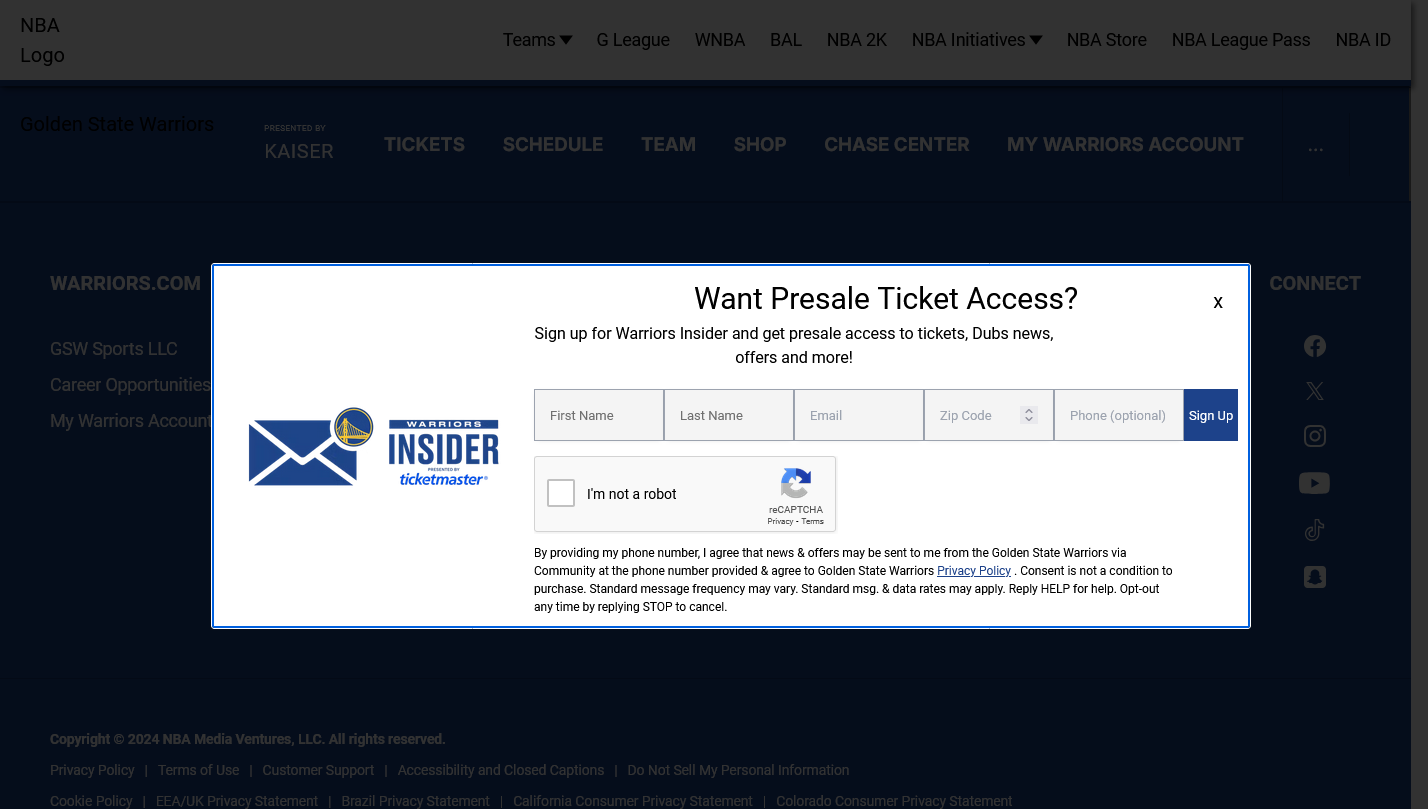 NBA
Logo
Teams
G League
WNBA
BAL
NBA 2K
NBA Initiatives
NBA Store
NBA League Pass
NBA ID
Golden State Warriors
PRESENTED BY
KAISER
TICKETS
SCHEDULE
TEAM
SHOP
CHASE CENTER
MY WARRIORS ACCOUNT
...
WARRIORS.COM
CONNECT
GSW Sports LLC
Career Opportunities
My Warriors Account
Want Presale Ticket Access?
x
Sign up for Warriors Insider and get presale access to tickets, Dubs news,
offers and more!
WARRIORS
INSIDER
PRESENTED BY
ticketmaster®
First Name
Last Name
Email
Zip Code
Phone (optional)
Sign Up
I'm not a robot
reCAPTCHA
Privacy - Terms
By providing my phone number, I agree that news & offers may be sent to me from the Golden State Warriors via
Community at the phone number provided & agree to Golden State Warriors Privacy Policy . Consent is not a condition to
purchase. Standard message frequency may vary. Standard msg. & data rates may apply. Reply HELP for help. Opt-out
any time by replying STOP to cancel.
Copyright © 2024 NBA Media Ventures, LLC. All rights reserved.
Privacy Policy | Terms of Use | Customer Support | Accessibility and Closed Captions | Do Not Sell My Personal Information
Cookie Policy | EEA/UK Privacy Statement | Brazil Privacy Statement | California Consumer Privacy Statement | Colorado Consumer Privacy Statement